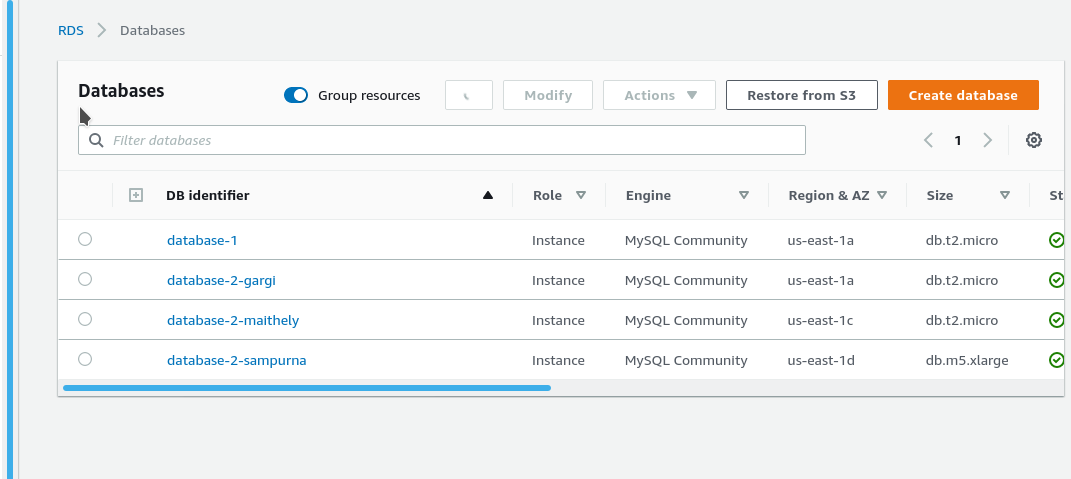 RDS > Databases
Databases
Group resources Modify Actions Restore from S3 Create database
Filter databases 1
DB identifier Role Engine Region & AZ Size St
database-1 Instance MySQL Community us-east-1a db.t2.micro
database-2-gargi Instance MySQL Community us-east-1a db.t2.micro
database-2-maithely Instance MySQL Community us-east-1c db.t2.micro
database-2-sampurna Instance MySQL Community us-east-1d db.m5.xlarge